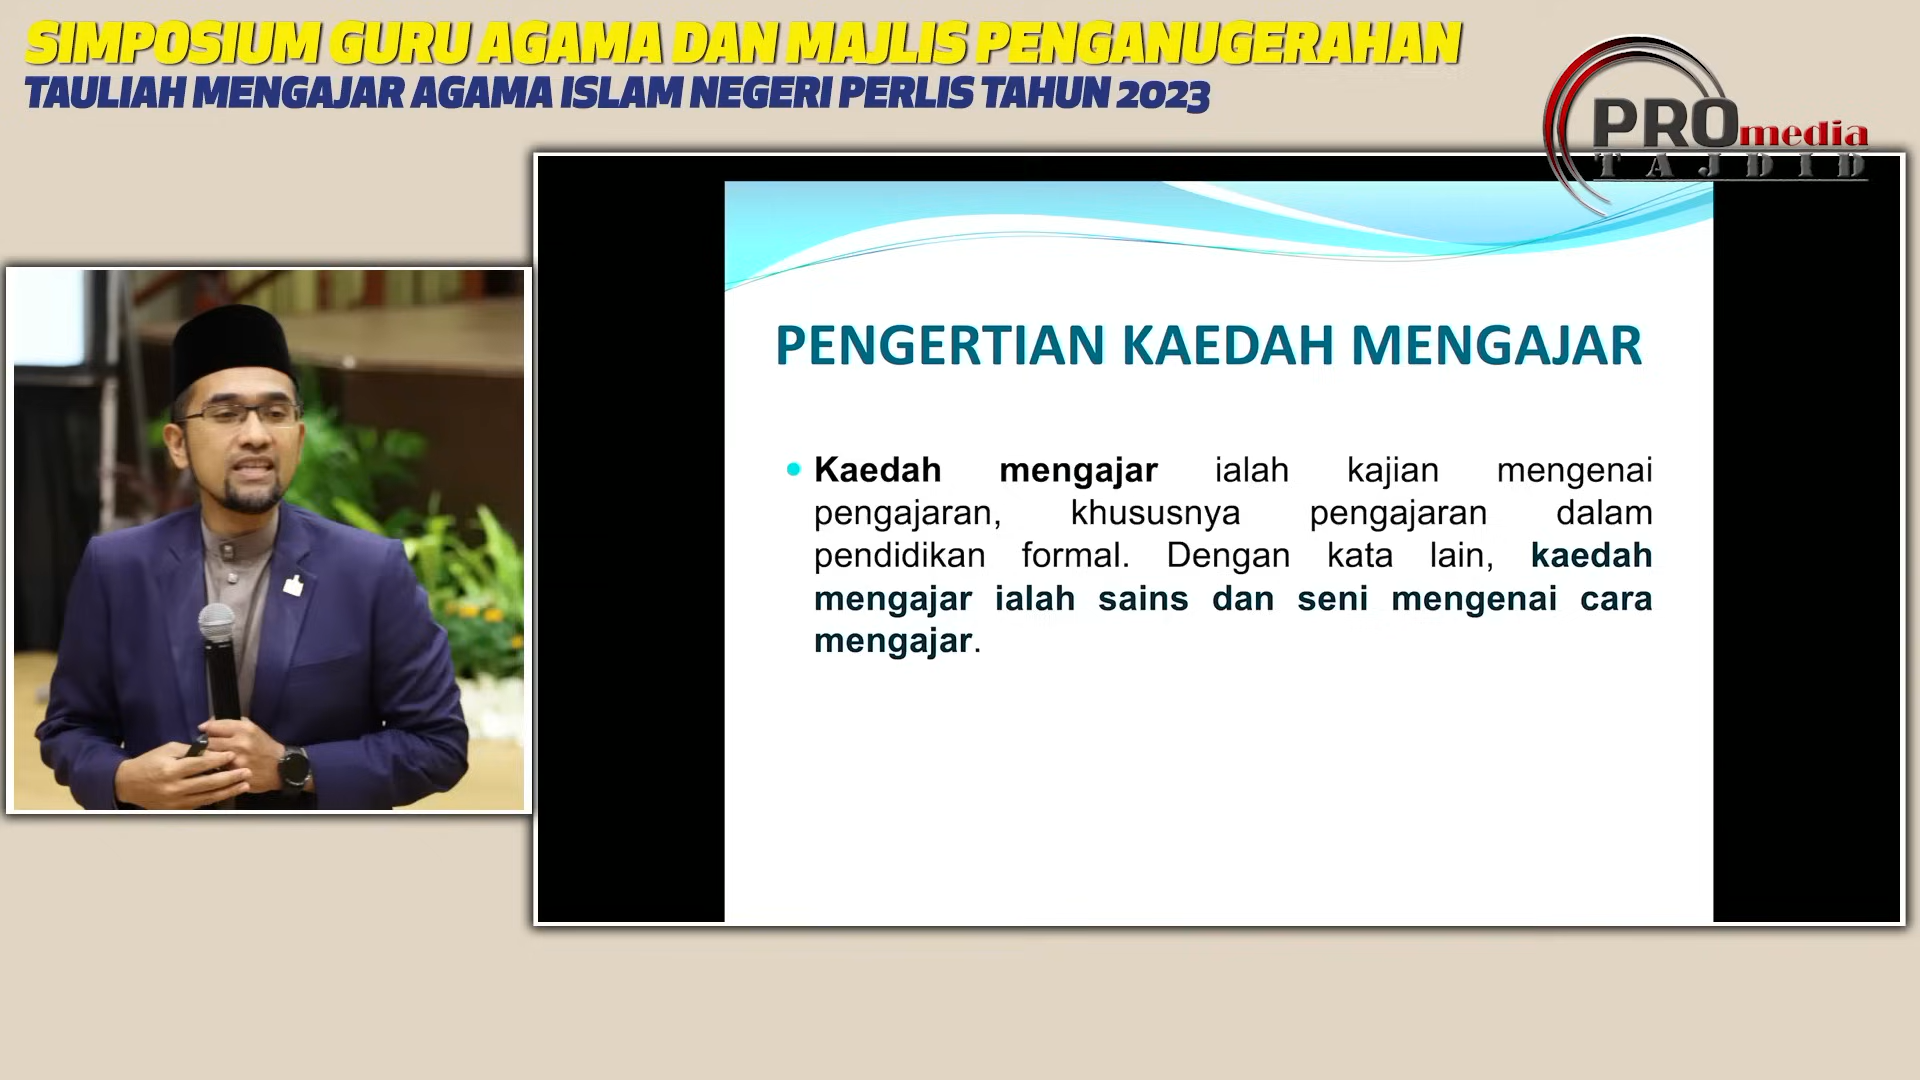 SIMPOSIUM GURU AGAMA DAN MAJLIS PENGANUGERAHAN
TAULIAH MENGAJAR AGAMA ISLAM NEGERI PERLIS TAHUN 2023
PROmedia
TAJDID
PENGERTIAN KAEDAH MENGAJAR
• Kaedah mengajar ialah kajian mengenai
pengajaran, khususnya pengajaran dalam
pendidikan formal. Dengan kata lain, kaedah
mengajar ialah sains dan seni mengenai cara
mengajar.